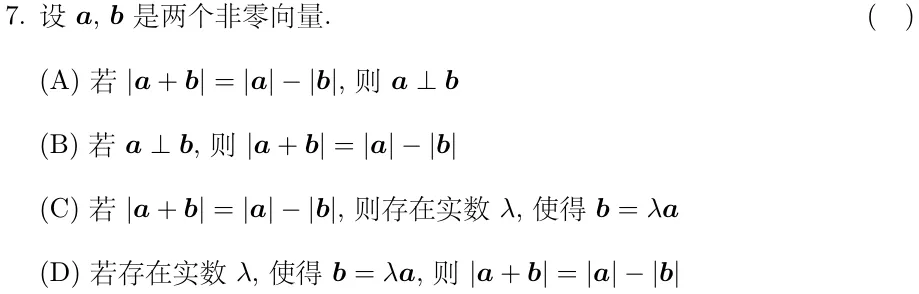 7. 设 a, b 是两个非零向量. ( )
(A) 若 |a + b| = |a| − |b|, 则 a ⊥ b
(B) 若 a ⊥ b, 则 |a + b| = |a| − |b|
(C) 若 |a + b| = |a| − |b|, 则存在实数 λ, 使得 b = λa
(D) 若存在实数 λ, 使得 b = λa, 则 |a + b| = |a| − |b|